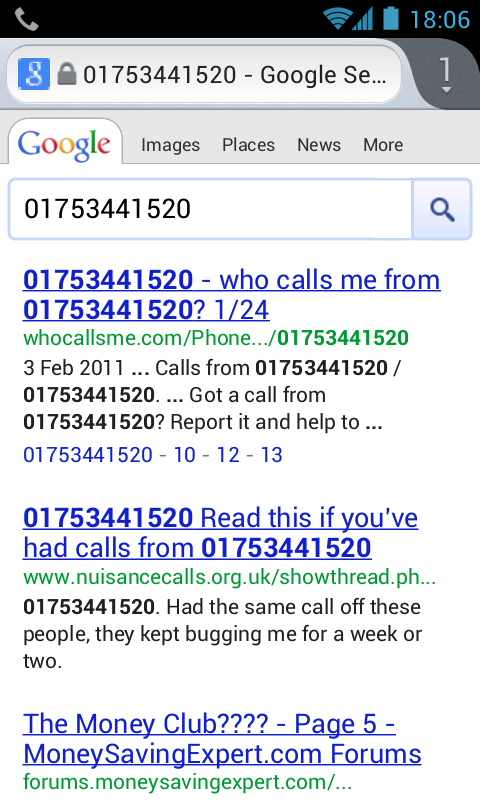 18:06
01753441520 - Google Se...
1
Google
Images Places News More
01753441520
01753441520 - who calls me from
01753441520? 1/24
whocallsme.com/Phone.../01753441520
3 Feb 2011 ... Calls from 01753441520 /
01753441520. ... Got a call from
01753441520? Report it and help to ...
01753441520 - 10 - 12 - 13
01753441520 Read this if you've
had calls from 01753441520
www.nuisancecalls.org.uk/showthread.ph...
01753441520. Had the same call off these
people, they kept bugging me for a week or
two.
The Money Club???? - Page 5 -
MoneySavingExpert.com Forums
forums.moneysavingexpert.com/...